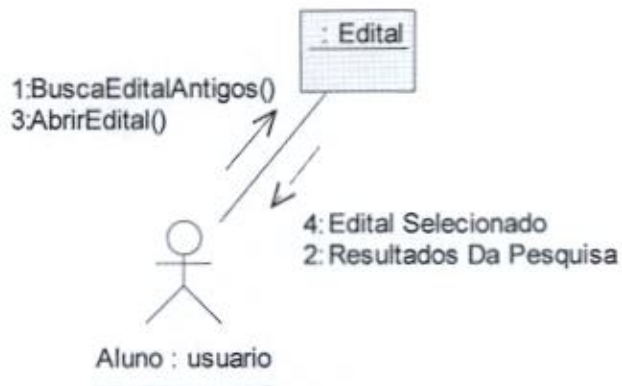 : Edital
1:BuscaEditalAntigos()
3:AbrirEdital()
4: Edital Selecionado
2: Resultados Da Pesquisa
Aluno : usuario